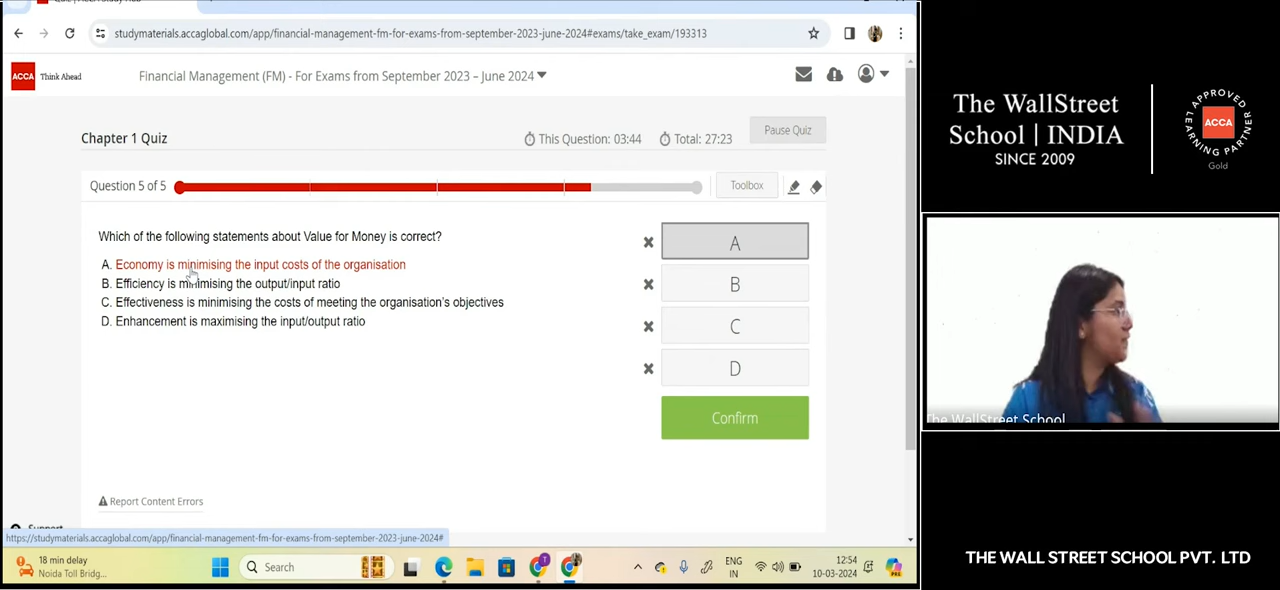 studymaterials.accaglobal.com/app/financial-management-fm-for-exams-from-september-2023-june-2024#exams/take_exam/193313
ACCA
Think Ahead
Financial Management (FM) - For Exams from September 2023 – June 2024
Chapter 1 Quiz
This Question: 03:44
Total: 27:23
Pause Quiz
Question 5 of 5
Toolbox
Which of the following statements about Value for Money is correct?
A. Economy is minimising the input costs of the organisation
B. Efficiency is minimising the output/input ratio
C. Effectiveness is minimising the costs of meeting the organisation's objectives
D. Enhancement is maximising the input/output ratio
A
B
C
D
Confirm
Report Content Errors
https://studymaterials.accaglobal.com/app/financial-management-fm-for-exams-from-september-2023-june-2024#
18 min delay
Noida Toll Bridg...
Search
ENG
IN
12:54
10-03-2024
The WallStreet
School | INDIA
SINCE 2009
APPROVED
LEARNING PARTNER
ACCA
Gold
The WallStreet School
THE WALL STREET SCHOOL PVT. LTD